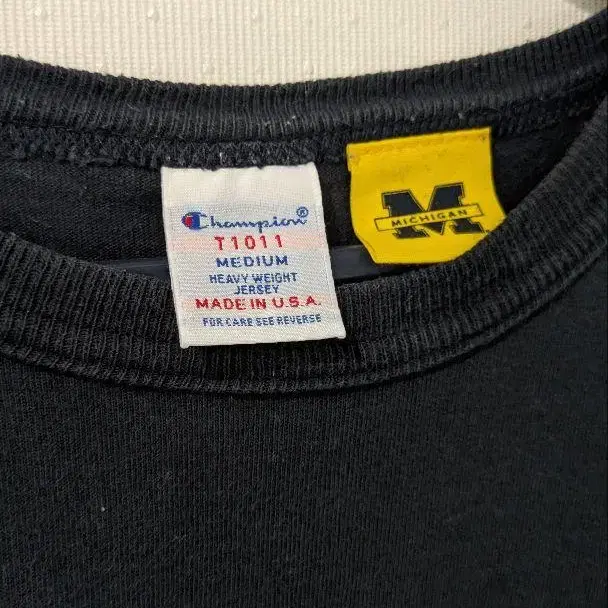 Champion®
T1011
MEDIUM
HEAVY WEIGHT
JERSEY
MADE IN U.S.A.
FOR CARE SEE REVERSE
M
MICHIGAN